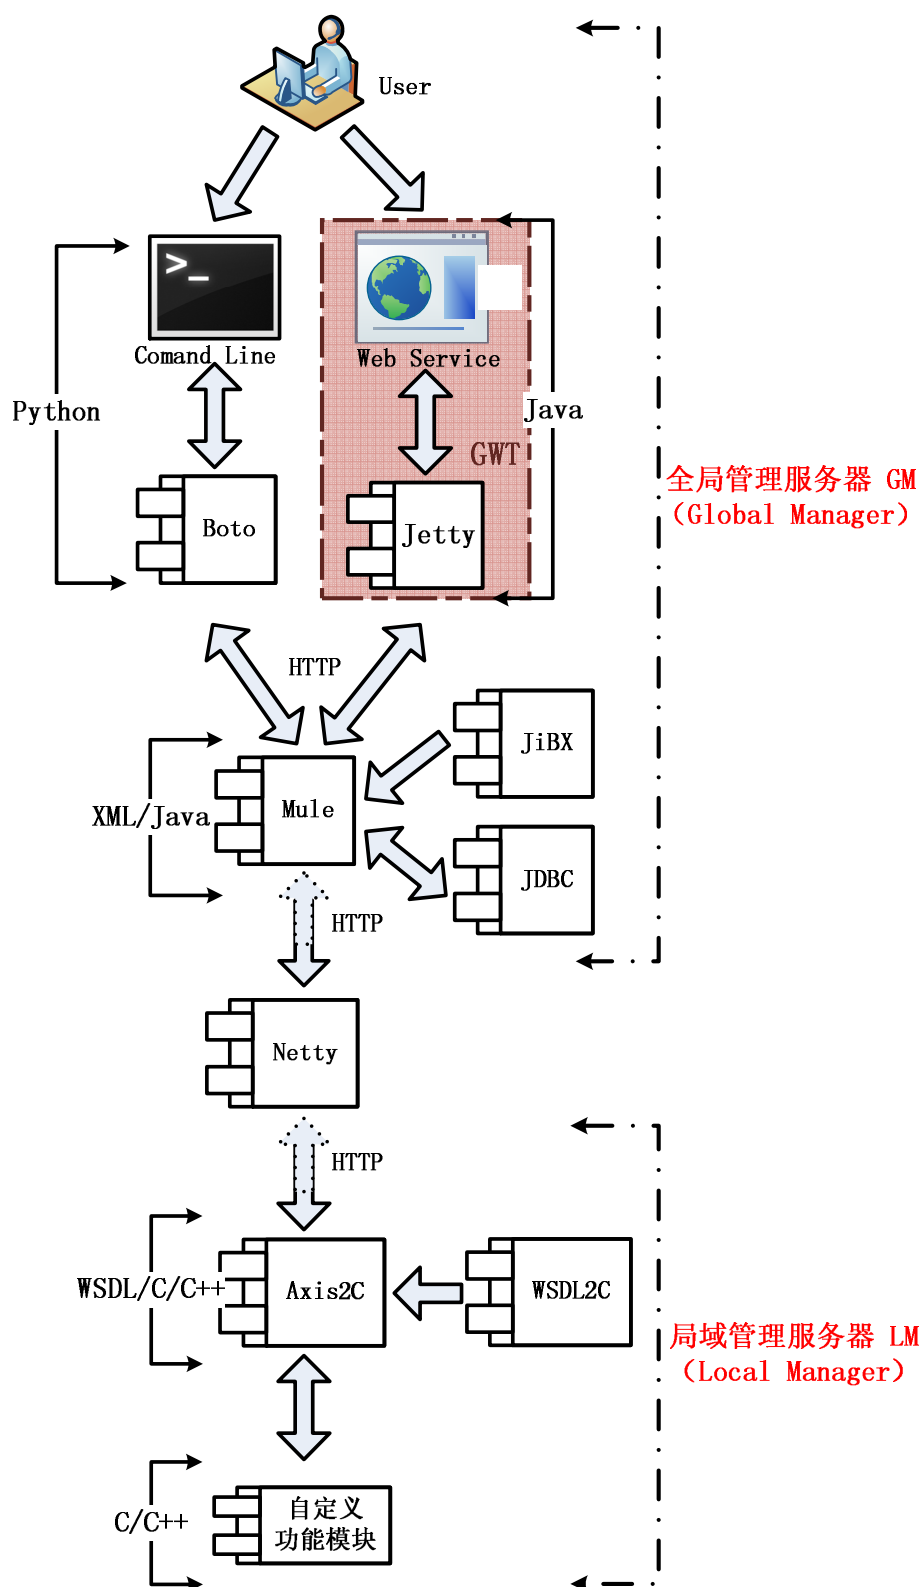 User
>_
Comand Line
Web Service
Python
Java
GWT
Boto
Jetty
全局管理服务器 GM
（Global Manager）
HTTP
JiBX
XML/Java
Mule
JDBC
HTTP
Netty
HTTP
WSDL/C/C++
Axis2C
WSDL2C
局域管理服务器 LM
（Local Manager）
C/C++
自定义
功能模块